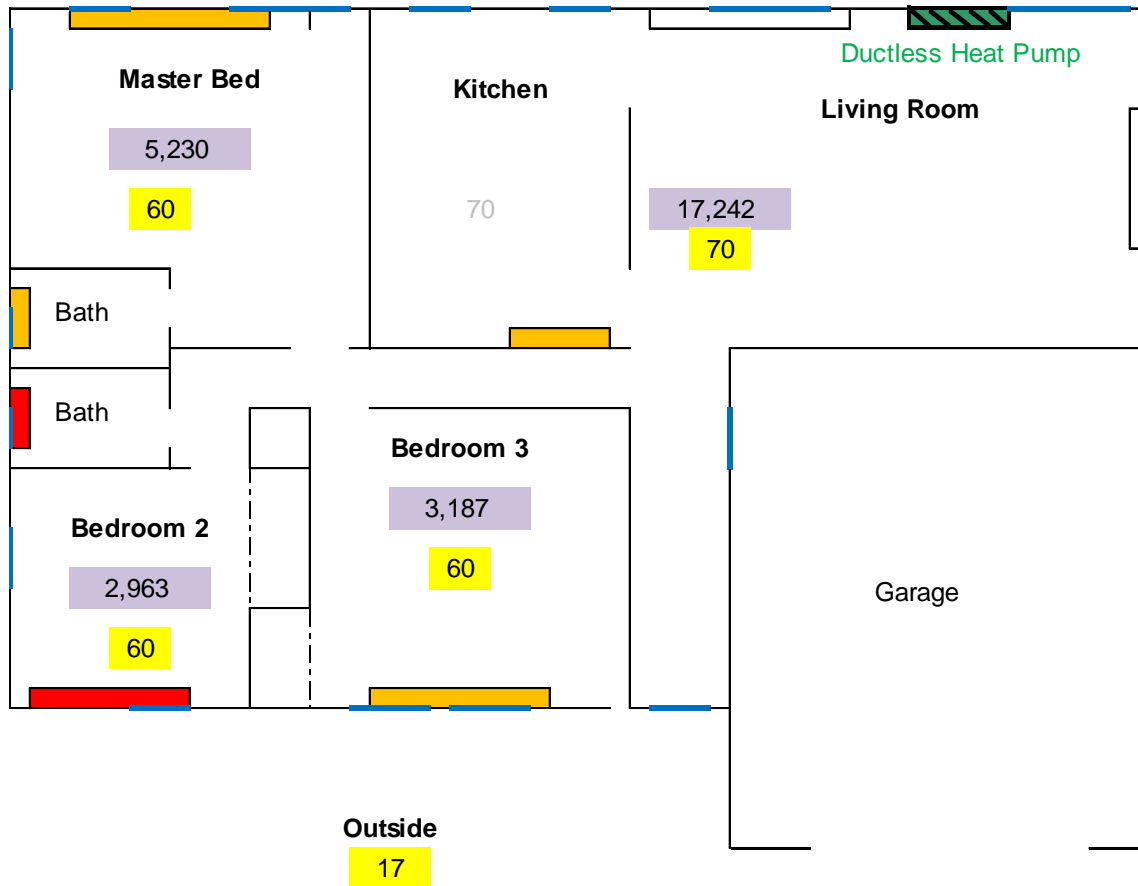 Ductless Heat Pump
Master Bed
Kitchen
Living Room
5,230
60
70
17,242
70
Bath
Bath
Bedroom 3
3,187
60
Bedroom 2
2,963
60
Garage
Outside
17